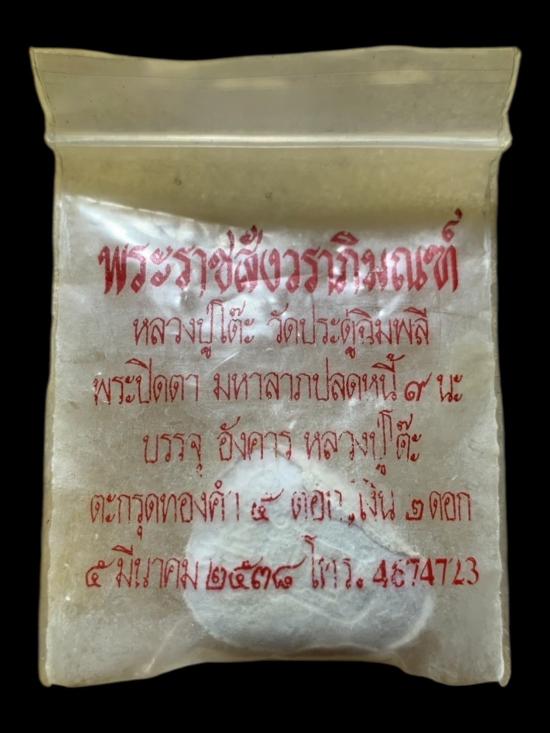 พระราชสังวราภิมณฑ์
หลวงปู่โต๊ะ วัดประดู่ฉิมพลี
พระปิดตา มหาลาภปลดหนี้ ๙ นะ
บรรจุ อังคาร หลวงปู่โต๊ะ
ตะกรุดทองคำ ๕ ดอก, เงิน ๒ ดอก
๕ มีนาคม ๒๕๓๘ โทร. 4674723